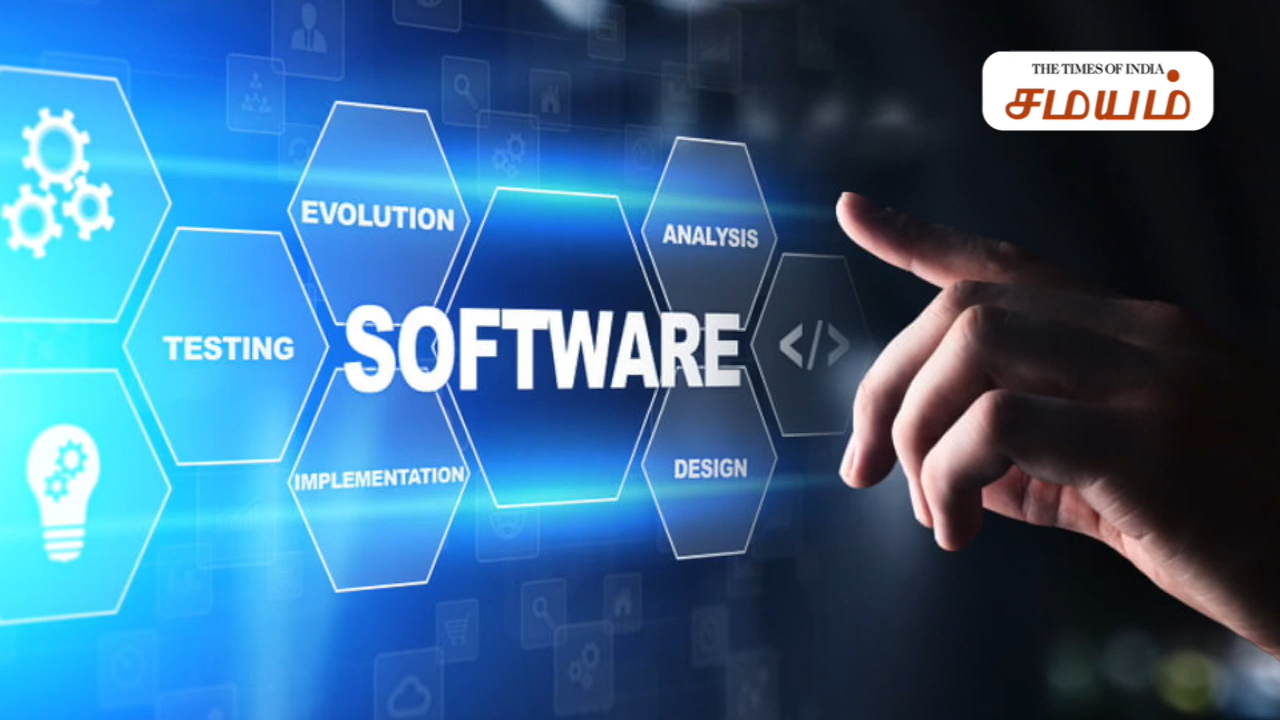 THE TIMES OF INDIA
சமயம்
EVOLUTION
ANALYSIS
TESTING
SOFTWARE
</>
IMPLEMENTATION
DESIGN